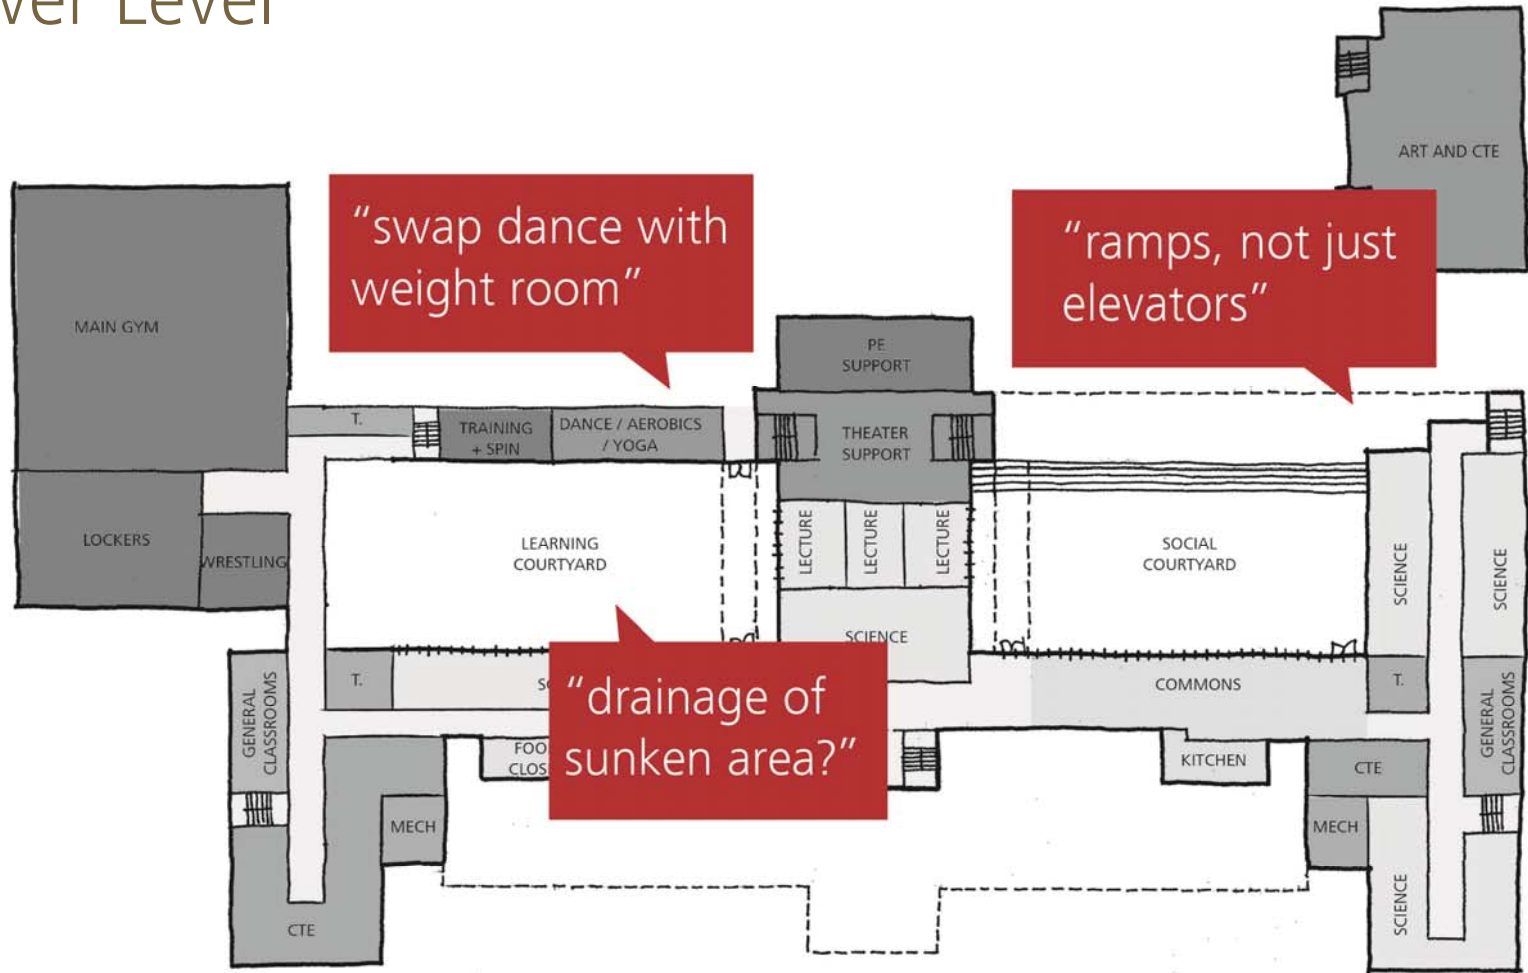 ver Level
ART AND CTE
“swap dance with
weight room”
“ramps, not just
elevators”
MAIN GYM
PE
SUPPORT
T.
TRAINING
+ SPIN
DANCE / AEROBICS
/ YOGA
THEATER
SUPPORT
LOCKERS
WRESTLING
LEARNING
COURTYARD
LECTURE
LECTURE
LECTURE
SOCIAL
COURTYARD
SCIENCE
SCIENCE
SCIENCE
GENERAL
CLASSROOMS
T.
“drainage of
sunken area?”
COMMONS
T.
GENERAL
CLASSROOMS
KITCHEN
CTE
MECH
MECH
SCIENCE
CTE